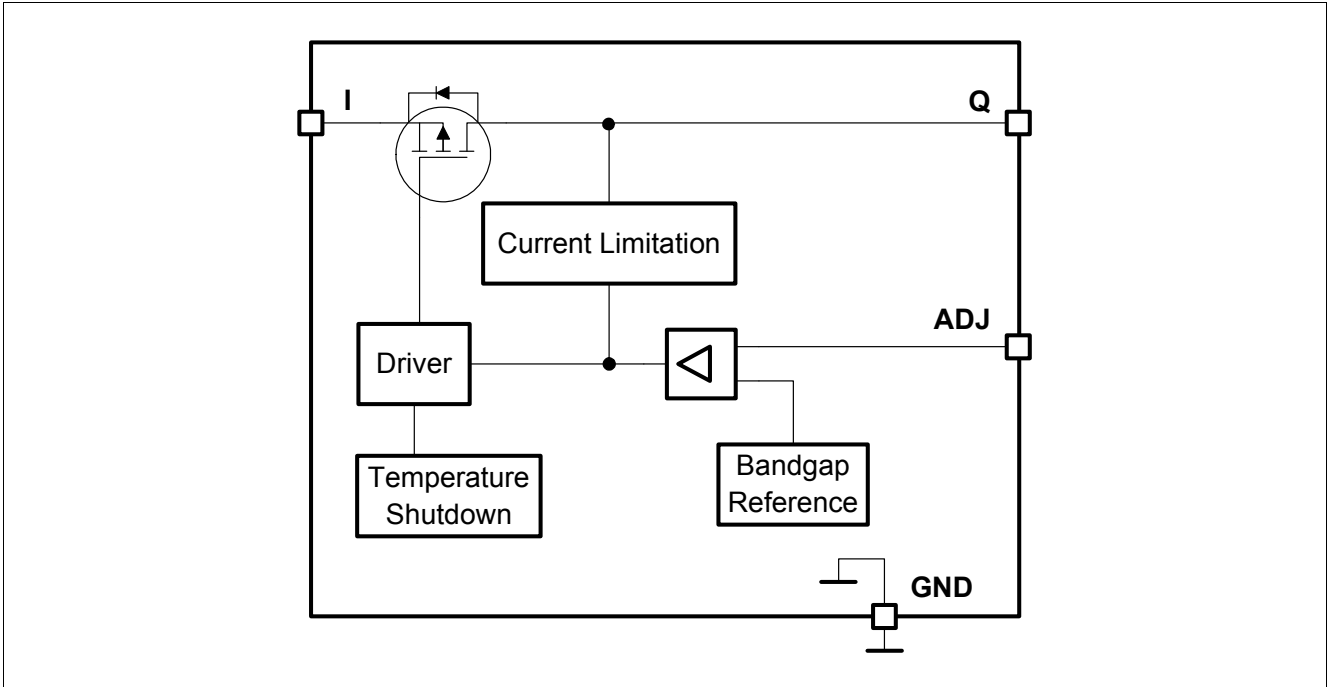 I
Q
Current Limitation
ADJ
Driver
Temperature
Shutdown
Bandgap
Reference
GND